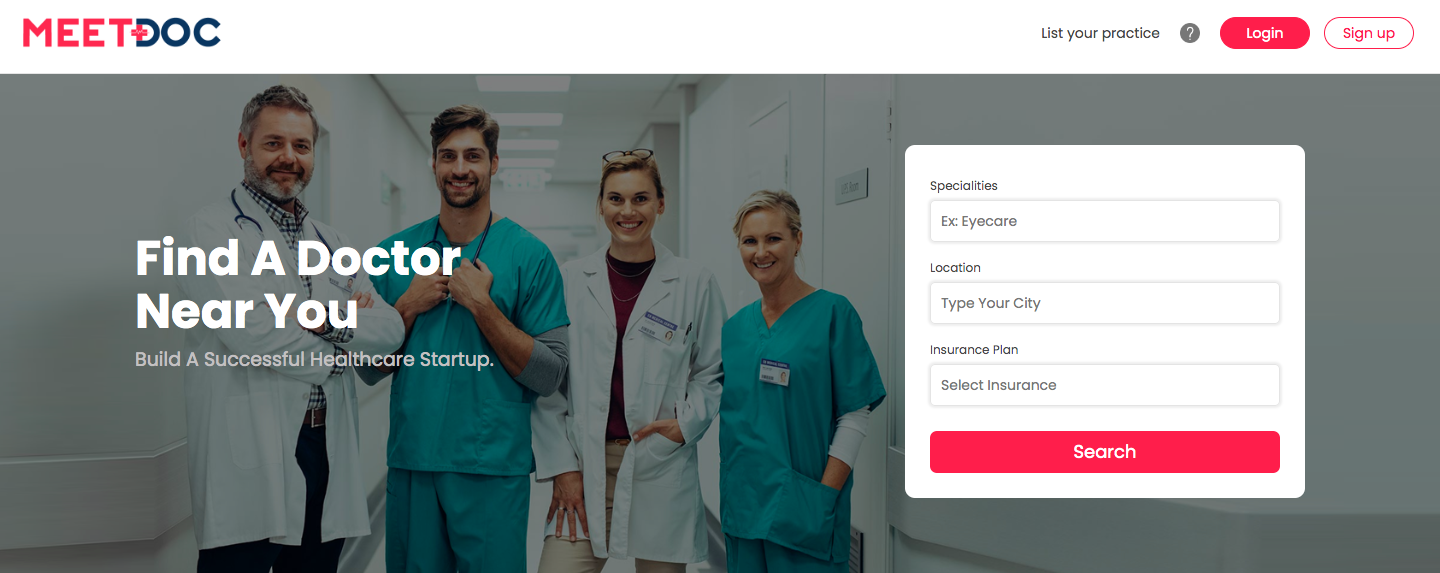 MEETDOC
List your practice
?
Login
Sign up
Find A Doctor
Near You
Build A Successful Healthcare Startup.
Specialities
Ex: Eyecare
Location
Type Your City
Insurance Plan
Select Insurance
Search